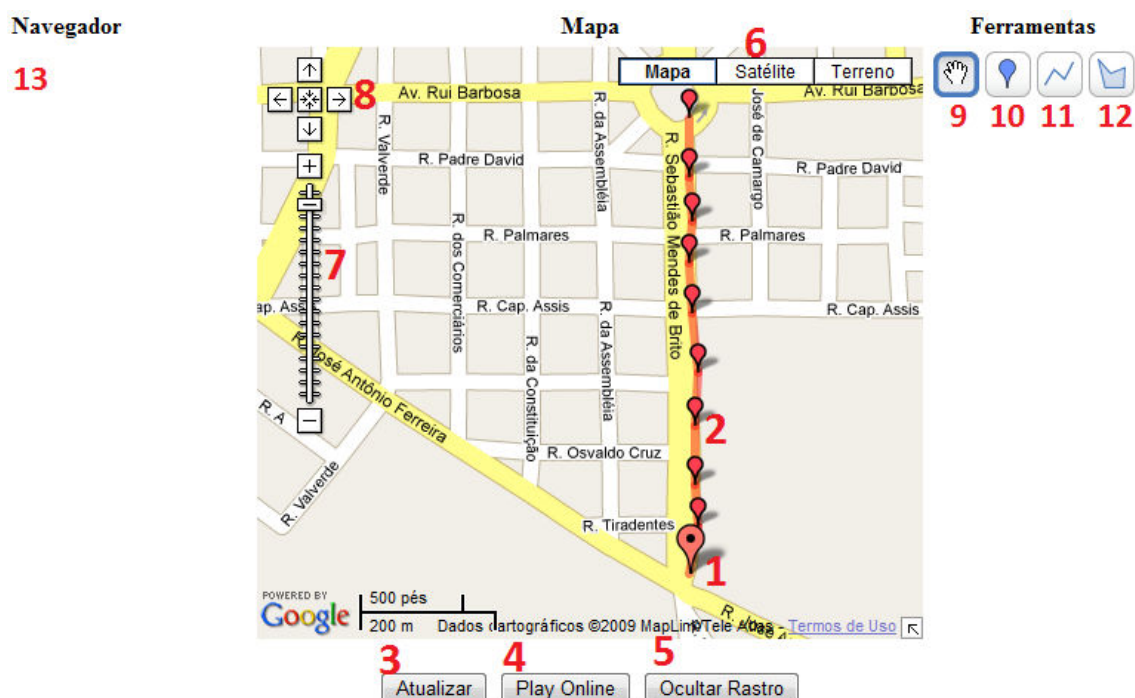 Navegador Mapa Ferramentas
13
6
Mapa Satélite Terreno
8
9 10 11 12
Av. Rui Barbosa
Av. Rui Barbosa
R. Valverde
R. da Assembléia
José de Camargo
R. Padre David
R. Padre David
R. Sebastião Mendes de Brito
R. dos Comerciários
R. Palmares
R. Palmares
7
ap. Assis
R. Cap. Assis
R. Cap. Assis
R. da Assembléia
R. José Antônio Ferreira
R. da Constituição
R. A
2
R. Osvaldo Cruz
R. Valverde
R. Tiradentes
1
POWERED BY
Google
500 pés
200 m
Dados cartográficos ©2009 MapLink/Tele Atlas - Termos de Uso
3 4 5
Atualizar Play Online Ocultar Rastro